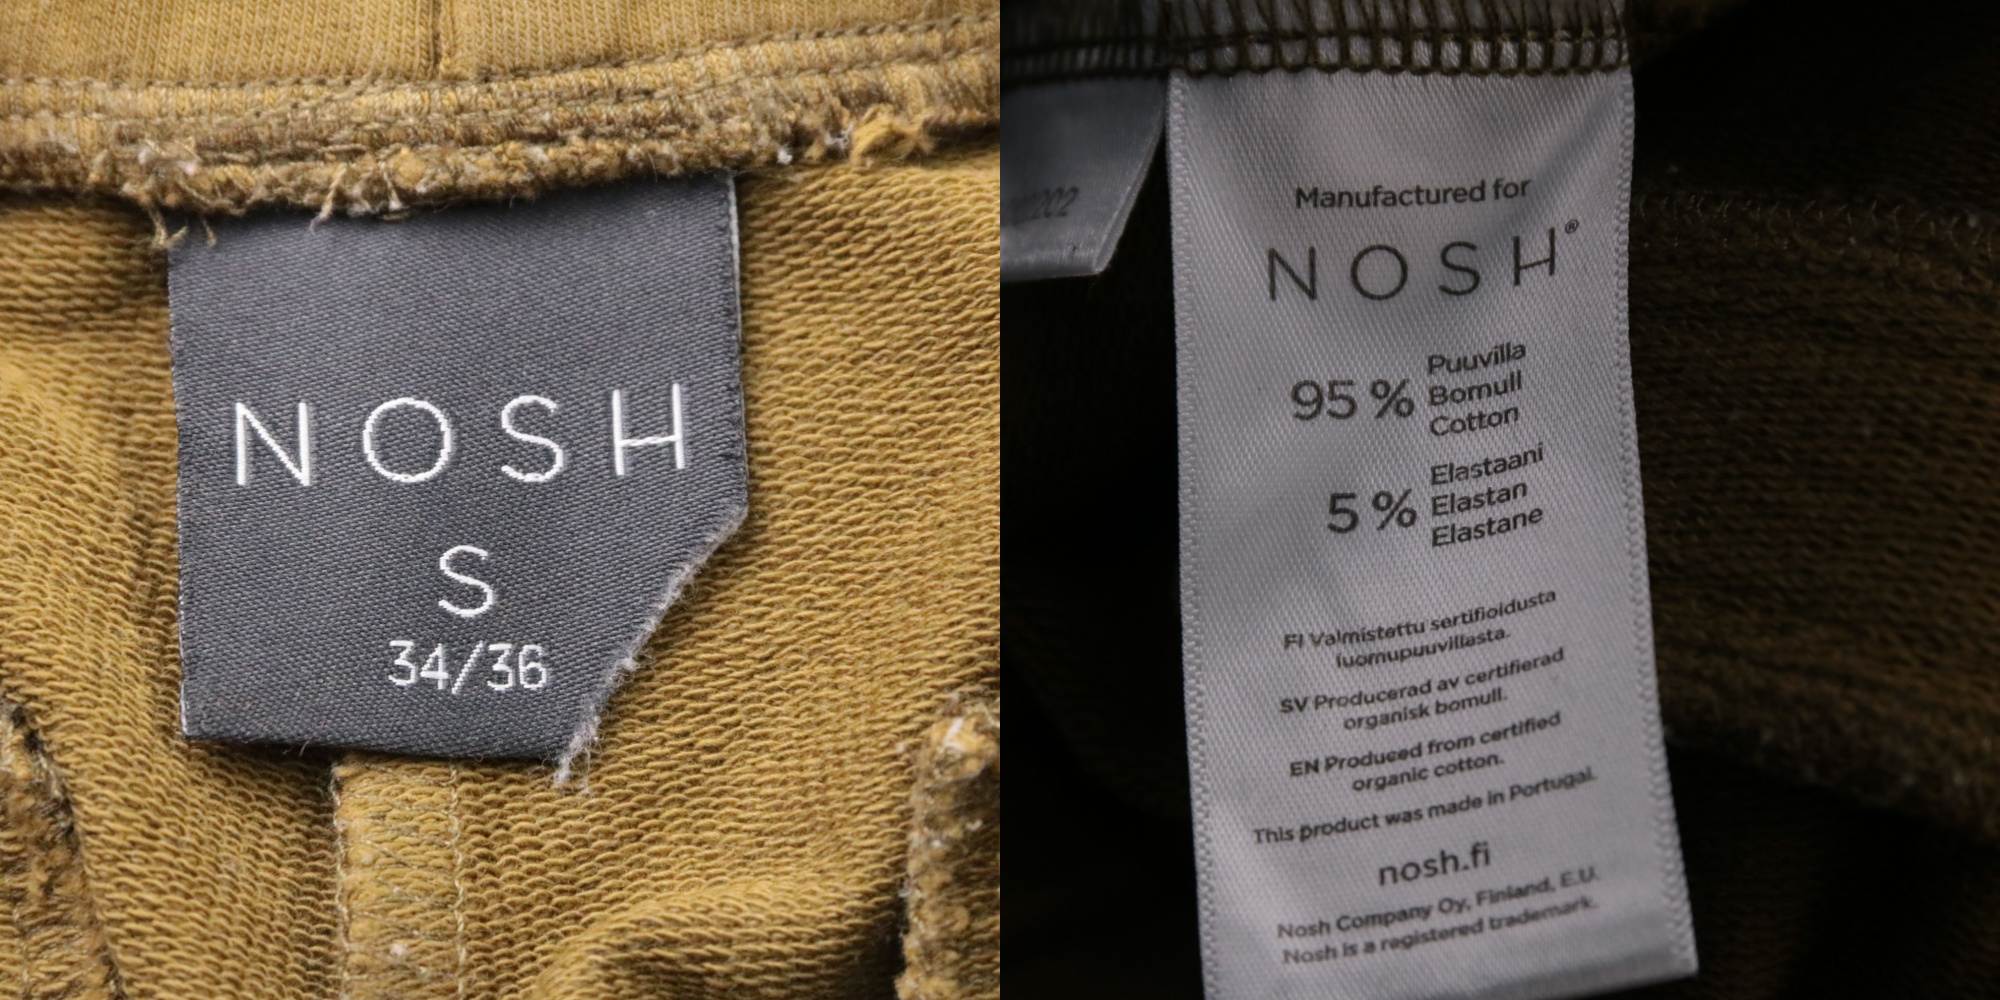 NOSH
S
34/36
Manufactured for
NOSH®
95 % Puuvilla
Bomull
Cotton
5 % Elastaani
Elastan
Elastane
FI Valmistettu sertifioidusta
luomupuuvillasta.
SV Producerad av certifierad
organisk bomull.
EN Produced from certified
organic cotton.
This product was made in Portugal.
nosh.fi
Nosh Company Oy, Finland, E.U.
Nosh is a registered trademark.